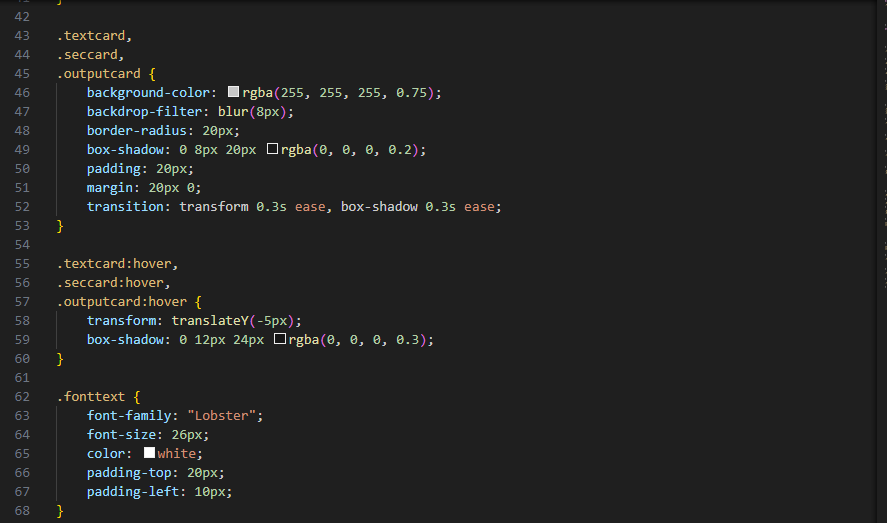 41 }
42
43 .textcard,
44 .seccard,
45 .outputcard {
46 background-color: rgba(255, 255, 255, 0.75);
47 backdrop-filter: blur(8px);
48 border-radius: 20px;
49 box-shadow: 0 8px 20px rgba(0, 0, 0, 0.2);
50 padding: 20px;
51 margin: 20px 0;
52 transition: transform 0.3s ease, box-shadow 0.3s ease;
53 }
54
55 .textcard:hover,
56 .seccard:hover,
57 .outputcard:hover {
58 transform: translateY(-5px);
59 box-shadow: 0 12px 24px rgba(0, 0, 0, 0.3);
60 }
61
62 .fonttext {
63 font-family: "Lobster";
64 font-size: 26px;
65 color: white;
66 padding-top: 20px;
67 padding-left: 10px;
68 }